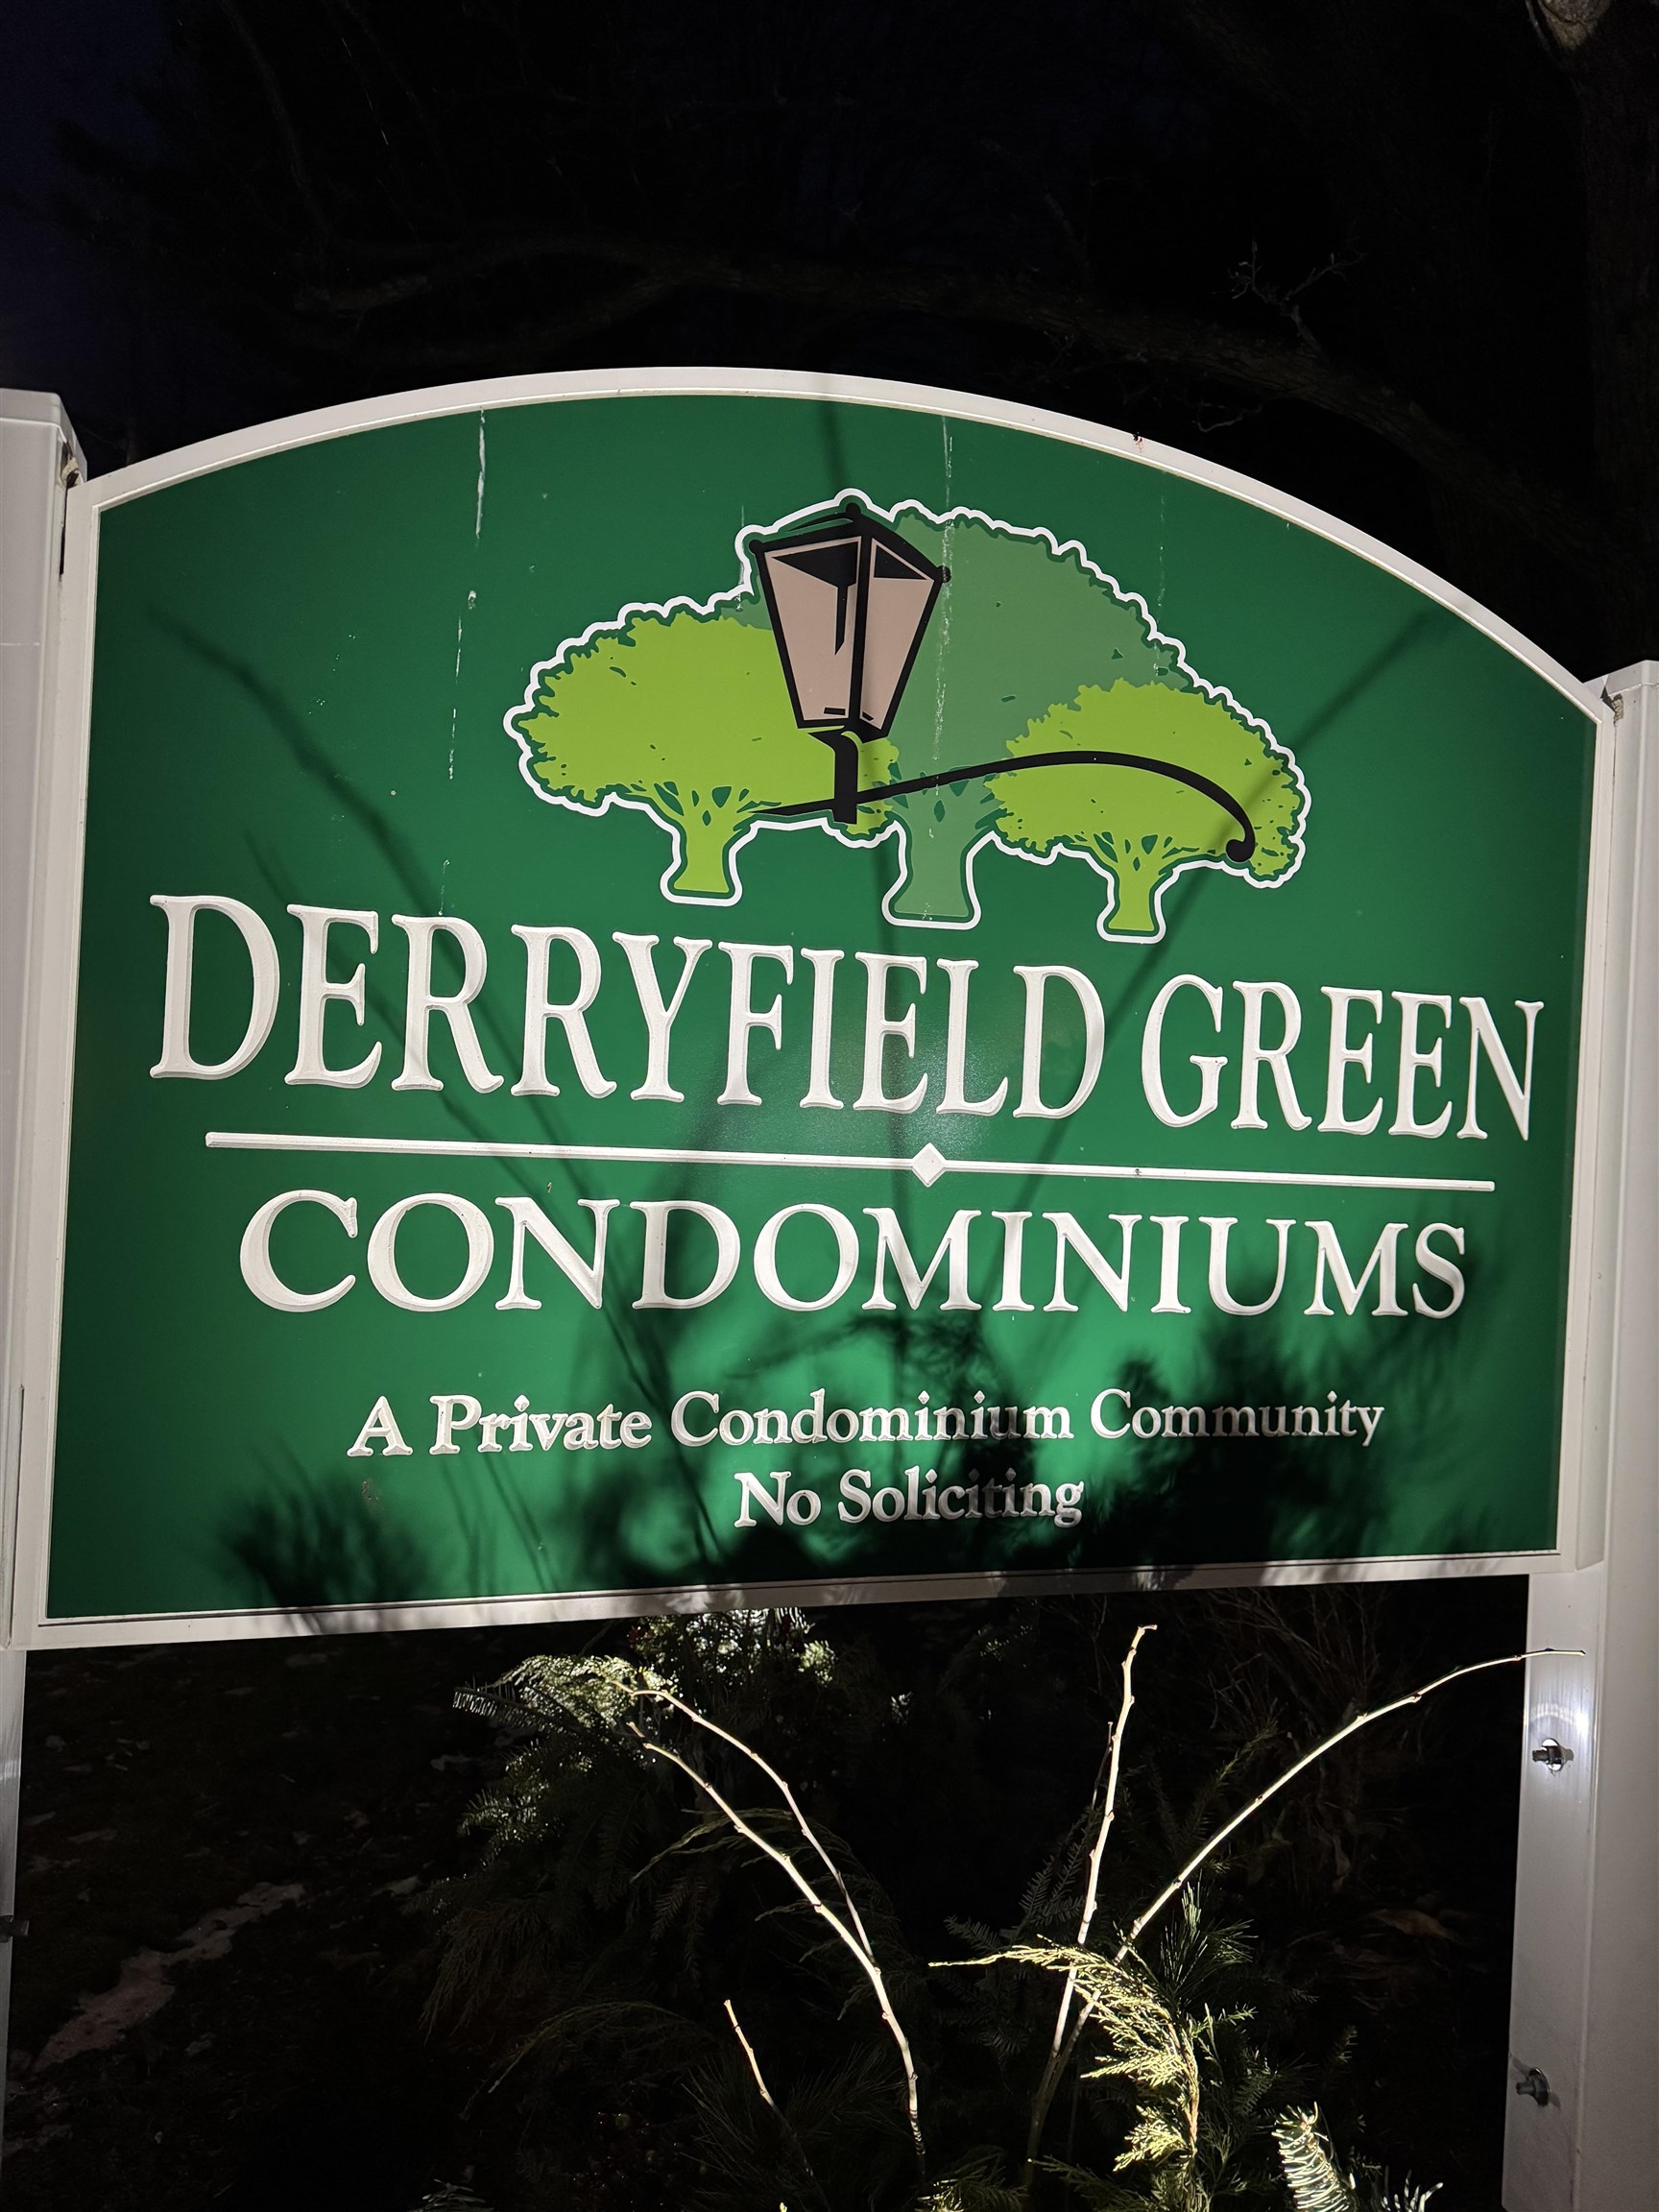 DERRYFIELD GREEN
CONDOMINIUMS
A Private Condominium Community
No Soliciting